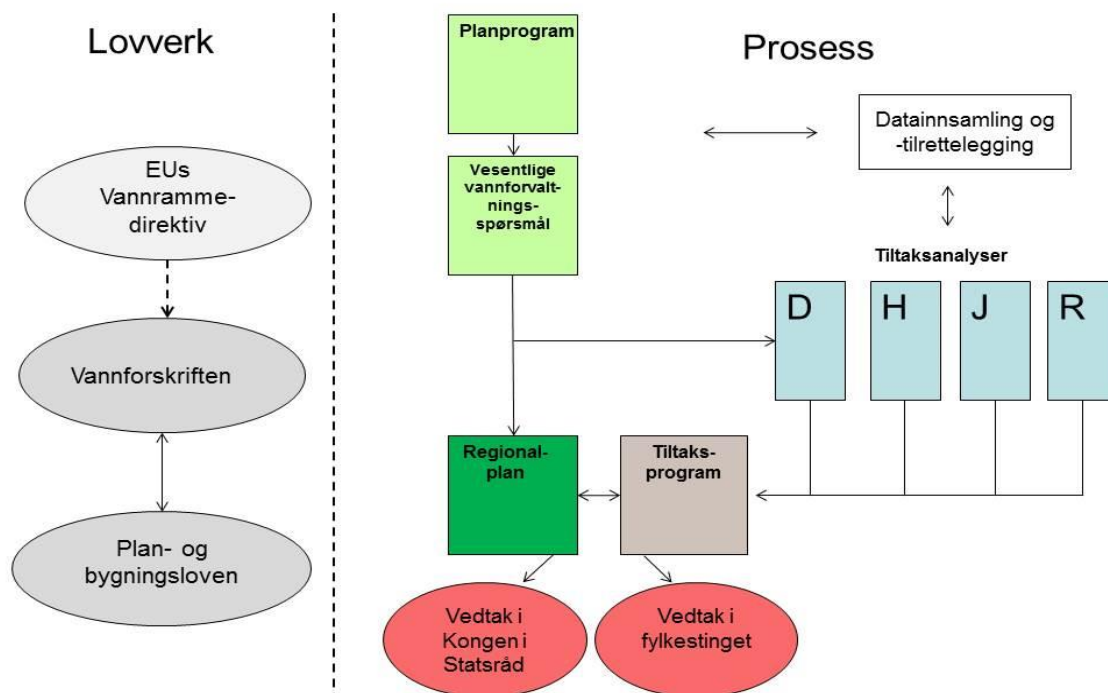 Lovverk
EUs
Vannramme-
direktiv
Vannforskriften
Plan- og
bygningsloven
Prosess
Planprogram
Vesentlige
vannforvalt-
nings-
spørsmål
Datainnsamling og
-tilrettelegging
Tiltaksanalyser
D
H
J
R
Regional-
plan
Tiltaks-
program
Vedtak i
Kongen i
Statsråd
Vedtak i
fylkestinget